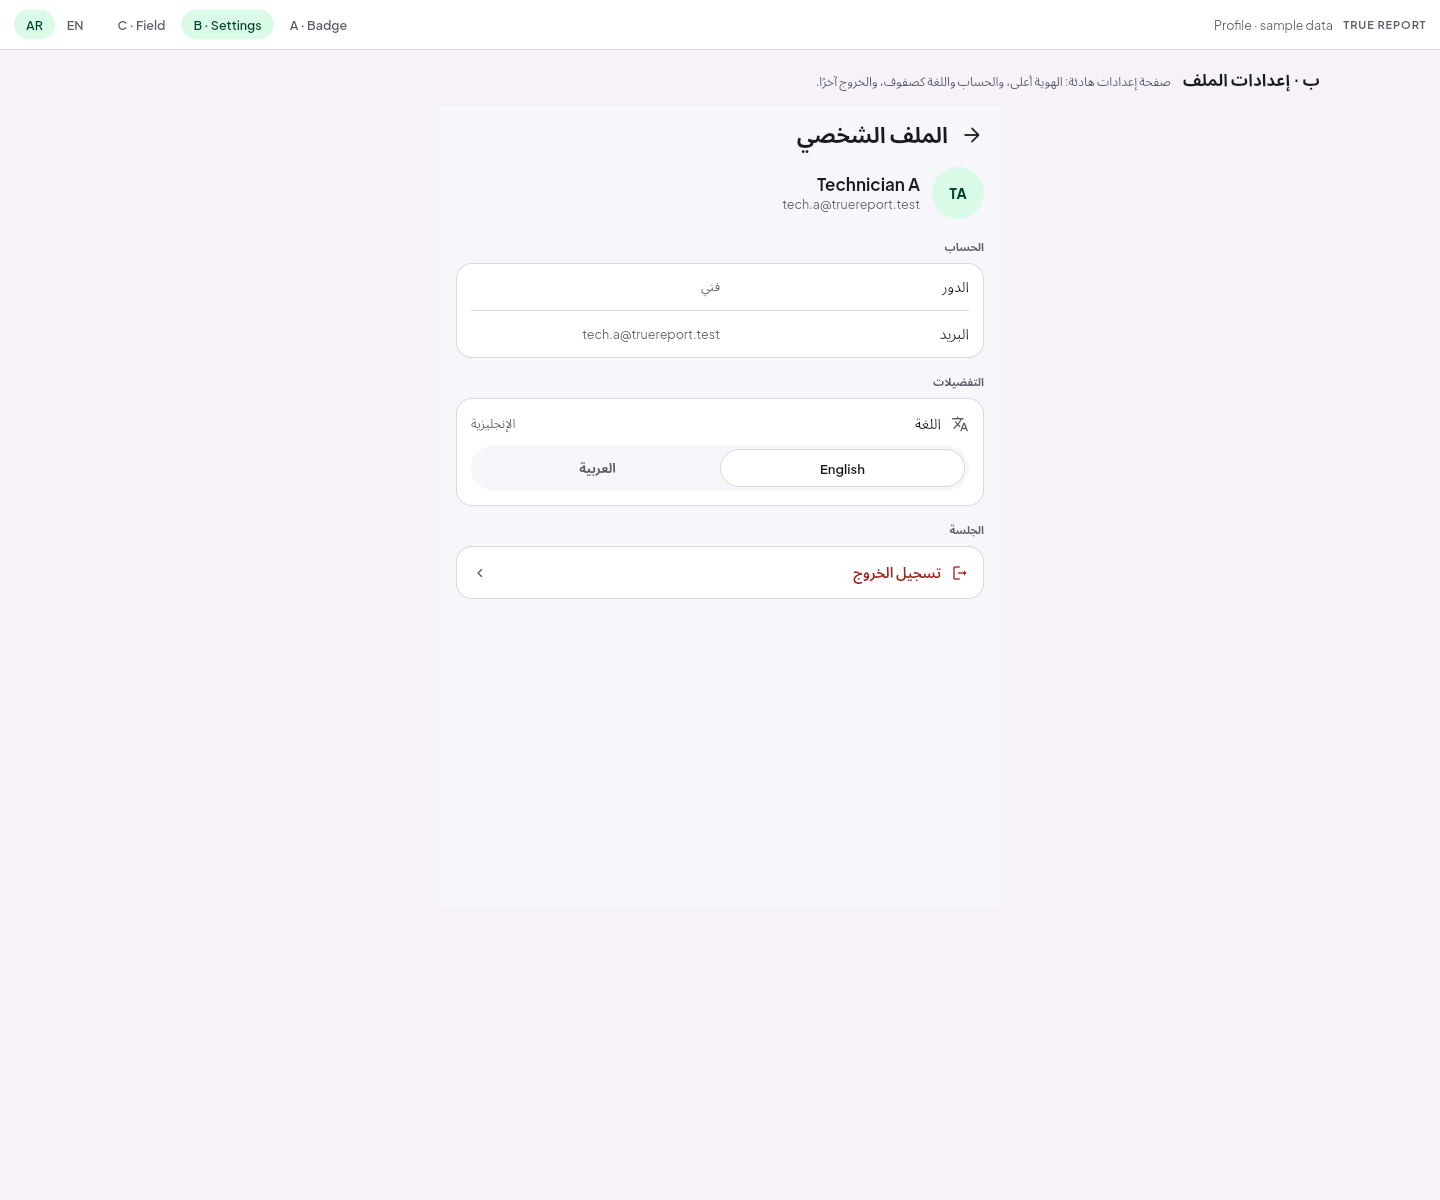 TRUE REPORT Profile · sample data A · Badge B · Settings C · Field EN AR
ب · إعدادات الملف صفحة إعدادات هادئة: الهوية أعلى، والحساب واللغة كصفوف، والخروج آخرًا.
الملف الشخصي
TA
Technician A
tech.a@truereport.test
الحساب
الدور فني
البريد tech.a@truereport.test
التفضيلات
اللغة الإنجليزية
English العربية
الجلسة
تسجيل الخروج